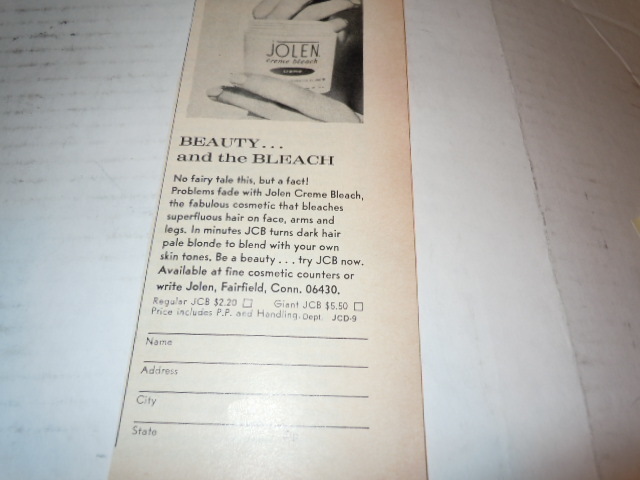 JOLEN
creme bleach
BEAUTY...
and the BLEACH
No fairy tale this, but a fact!
Problems fade with Jolen Creme Bleach,
the fabulous cosmetic that bleaches
superfluous hair on face, arms and
legs. In minutes JCB turns dark hair
pale blonde to blend with your own
skin tones. Be a beauty . . . try JCB now.
Available at fine cosmetic counters or
write Jolen, Fairfield, Conn. 06430.
Regular JCB $2.20 □ Giant JCB $5.50 □
Price includes P.P. and Handling. Dept. JCD-9
Name
Address
City
State Zip